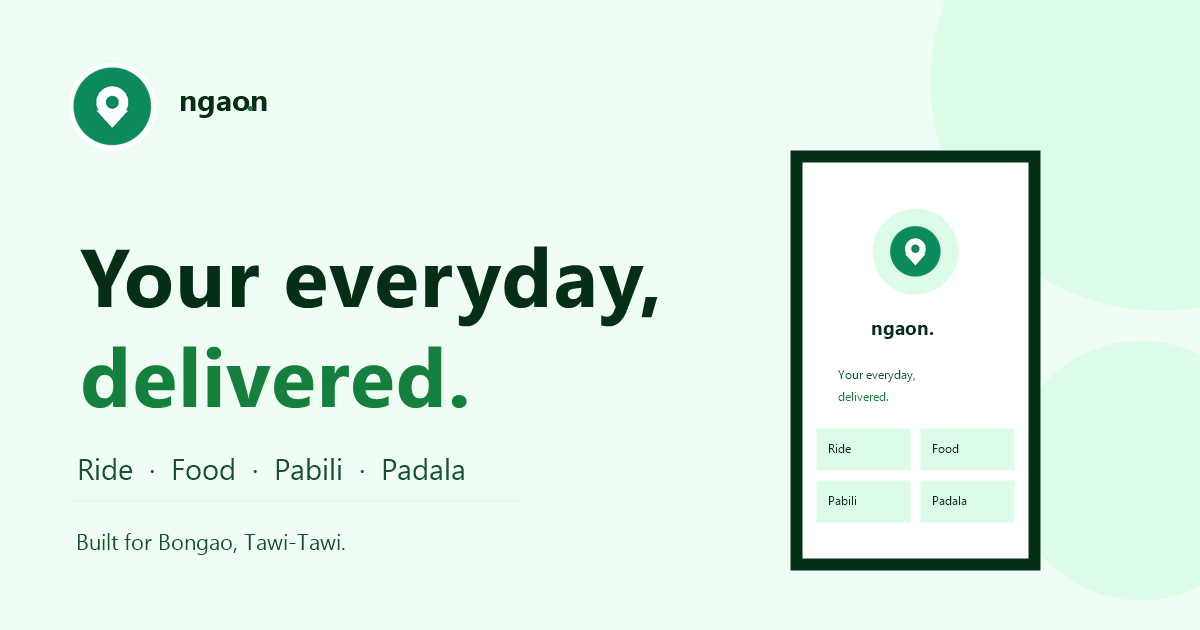 ngaon.
Your everyday,
delivered.
Ride · Food · Pabili · Padala
Built for Bongao, Tawi-Tawi.
ngaon.
Your everyday,
delivered.
Ride
Food
Pabili
Padala